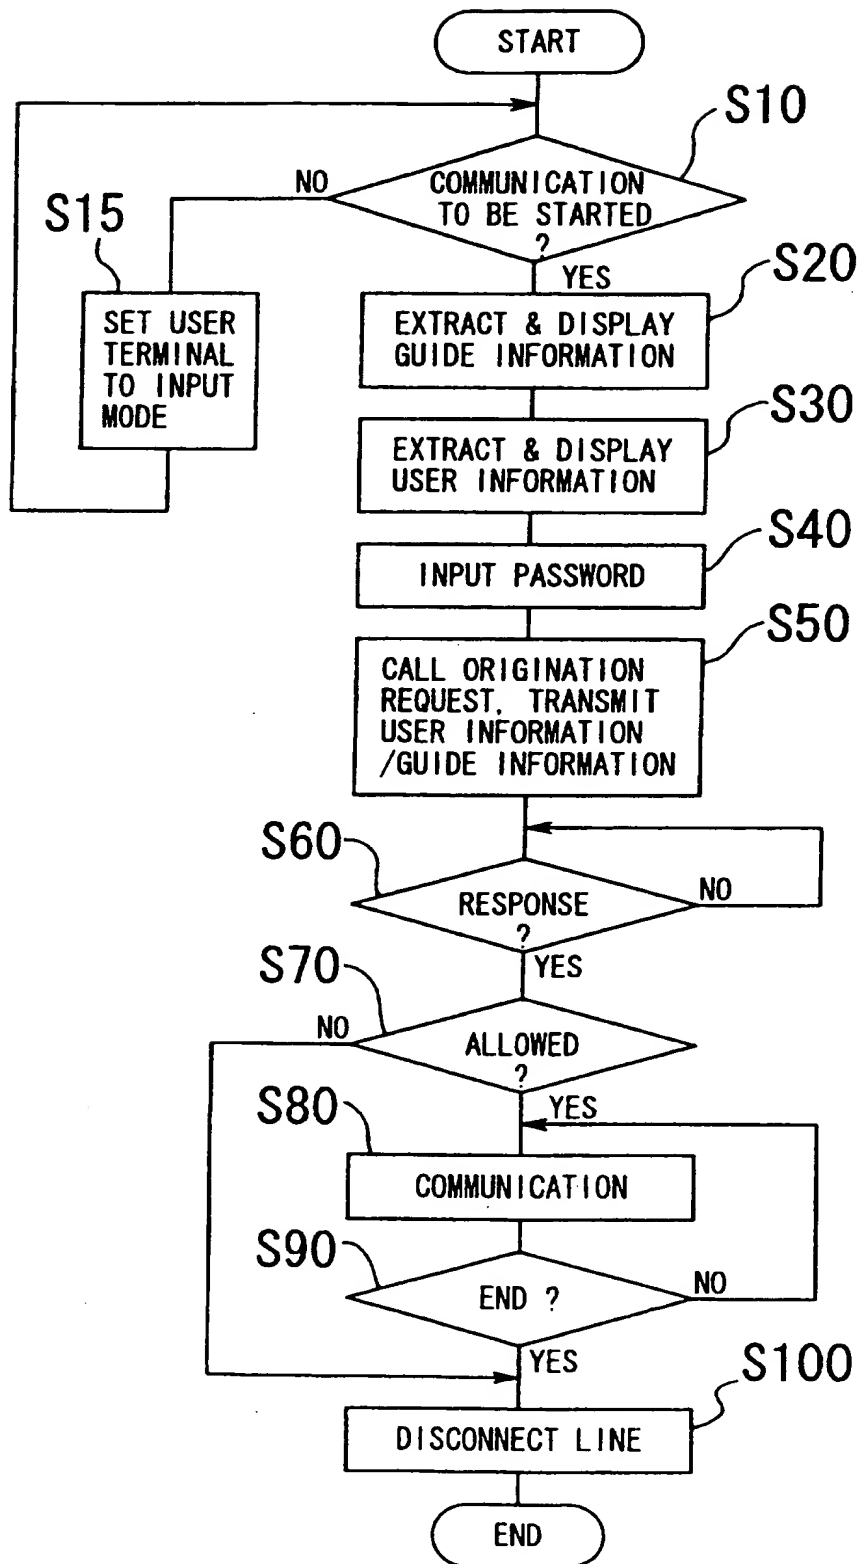 START
S10
NO
COMMUNICATION
TO BE STARTED
?
S15
YES
S20
SET USER
TERMINAL
TO INPUT
MODE
EXTRACT & DISPLAY
GUIDE INFORMATION
S30
EXTRACT & DISPLAY
USER INFORMATION
S40
INPUT PASSWORD
S50
CALL ORIGINATION
REQUEST, TRANSMIT
USER INFORMATION
/GUIDE INFORMATION
S60
RESPONSE
?
NO
YES
S70
NO
ALLOWED
?
YES
S80
COMMUNICATION
S90
END ?
NO
YES
S100
DISCONNECT LINE
END